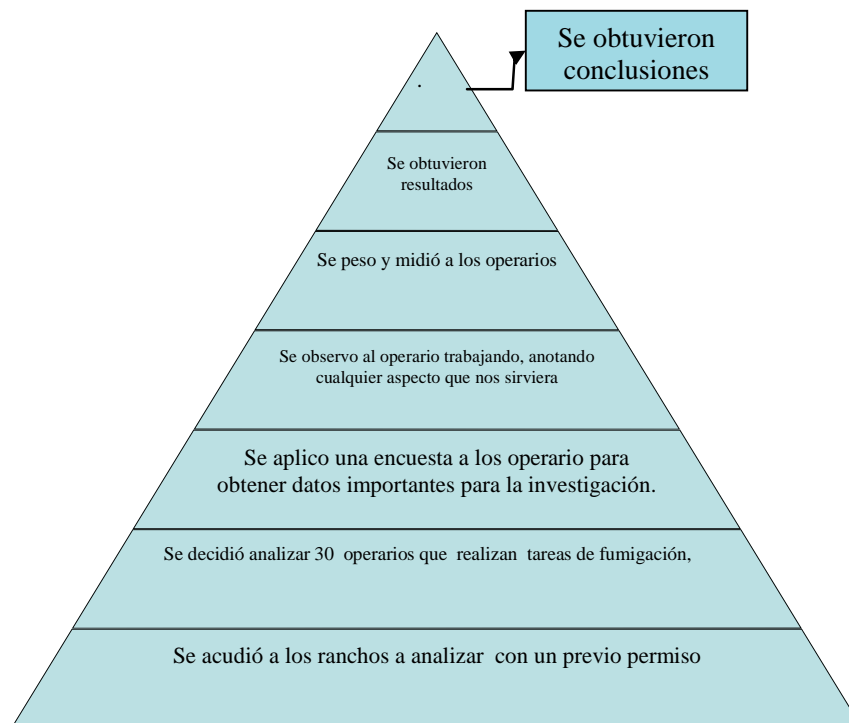 Se obtuvieron
conclusiones
.
Se obtuvieron
resultados
Se peso y midió a los operarios
Se observo al operario trabajando, anotando
cualquier aspecto que nos sirviera
Se aplico una encuesta a los operario para
obtener datos importantes para la investigación.
Se decidió analizar 30 operarios que realizan tareas de fumigación,
Se acudió a los ranchos a analizar con un previo permiso